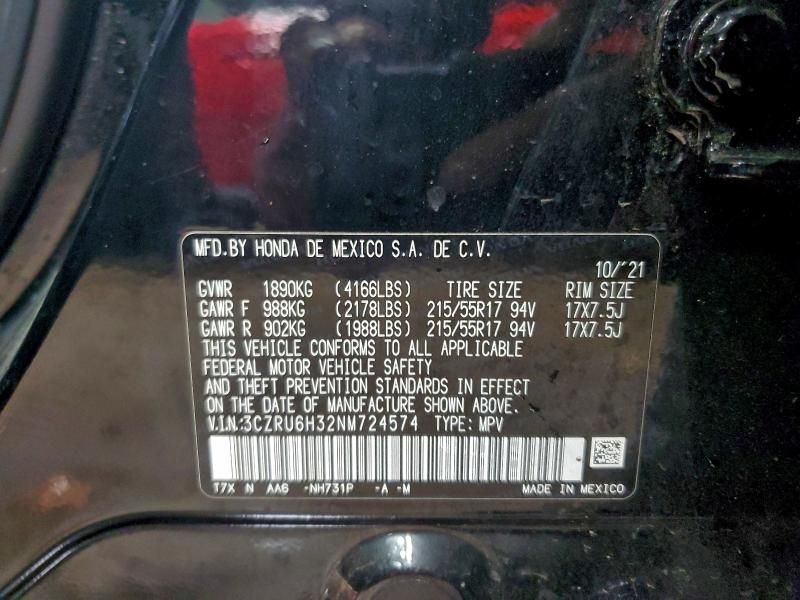 MFD.BY HONDA DE MEXICO S.A. DE C.V.
10/'21
GVWR 1890KG (4166LBS) TIRE SIZE RIM SIZE
GAWR F 988KG (2178LBS) 215/55R17 94V 17X7.5J
GAWR R 902KG (1988LBS) 215/55R17 94V 17X7.5J
THIS VEHICLE CONFORMS TO ALL APPLICABLE
FEDERAL MOTOR VEHICLE SAFETY
AND THEFT PREVENTION STANDARDS IN EFFECT
ON THE DATE OF MANUFACTURE SHOWN ABOVE.
V.I.N:3CZRU6H32NM724574 TYPE: MPV
T7X N AA6 -NH731P -A -M MADE IN MEXICO